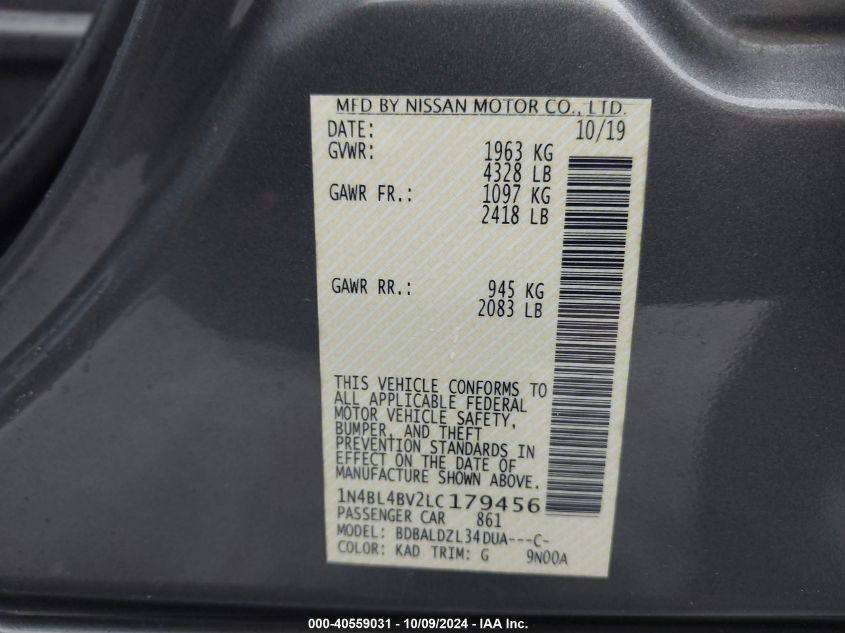 MFD BY NISSAN MOTOR CO., LTD.
DATE: 10/19
GVWR: 1963 KG
4328 LB
GAWR FR.: 1097 KG
2418 LB
GAWR RR.: 945 KG
2083 LB
THIS VEHICLE CONFORMS TO
ALL APPLICABLE FEDERAL
MOTOR VEHICLE SAFETY,
BUMPER, AND THEFT
PREVENTION STANDARDS IN
EFFECT ON THE DATE OF
MANUFACTURE SHOWN ABOVE.
1N4BL4BV2LC179456
PASSENGER CAR 861
MODEL: BDBALDZL34DUA---C-
COLOR: KAD TRIM: G 9N00A
000-40559031 - 10/09/2024 - IAA Inc.